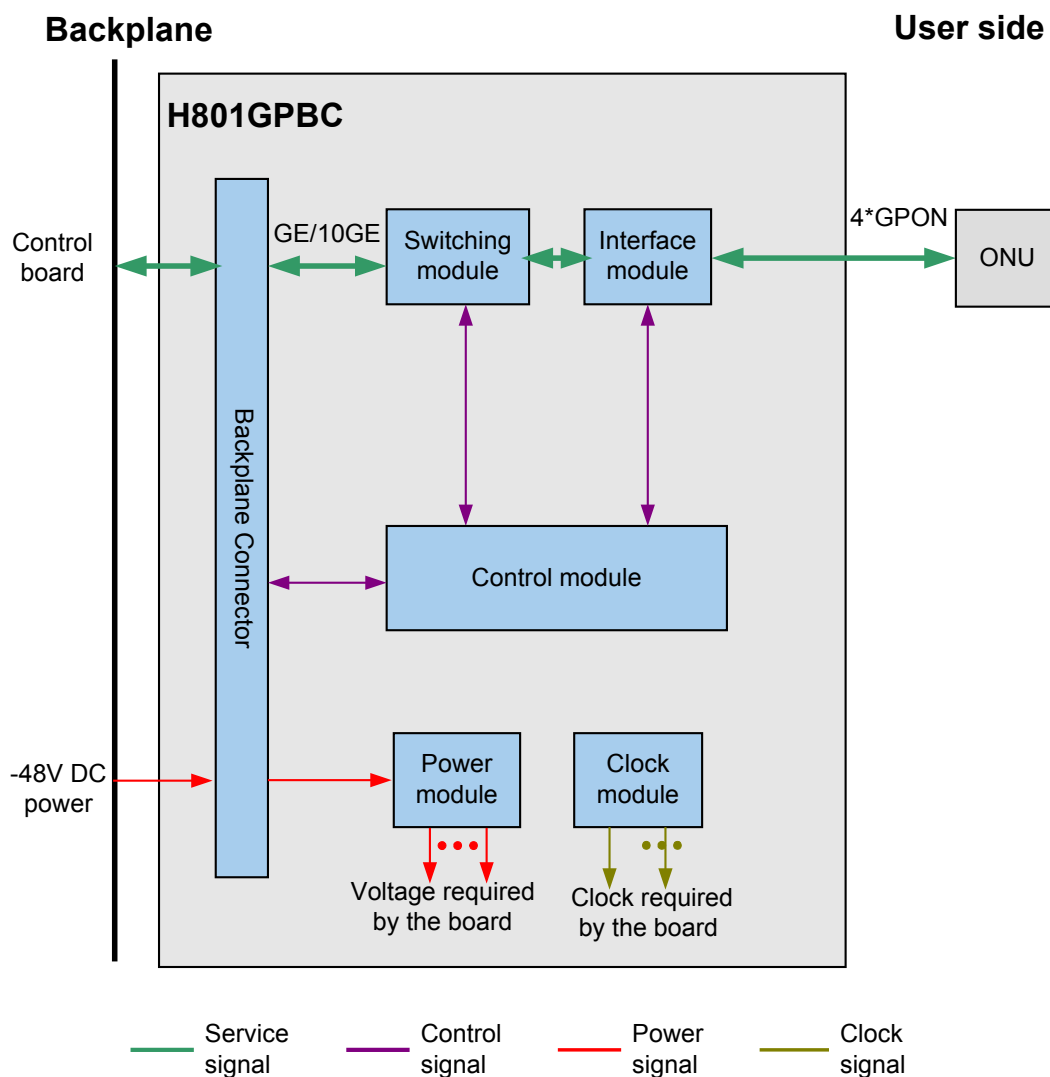 Backplane
User side
H801GPBC
Control
board
GE/10GE
Switching
module
Interface
module
4*GPON
ONU
Backplane Connector
Control module
-48V DC
power
Power
module
Clock
module
Voltage required
by the board
Clock required
by the board
Service
signal
Control
signal
Power
signal
Clock
signal